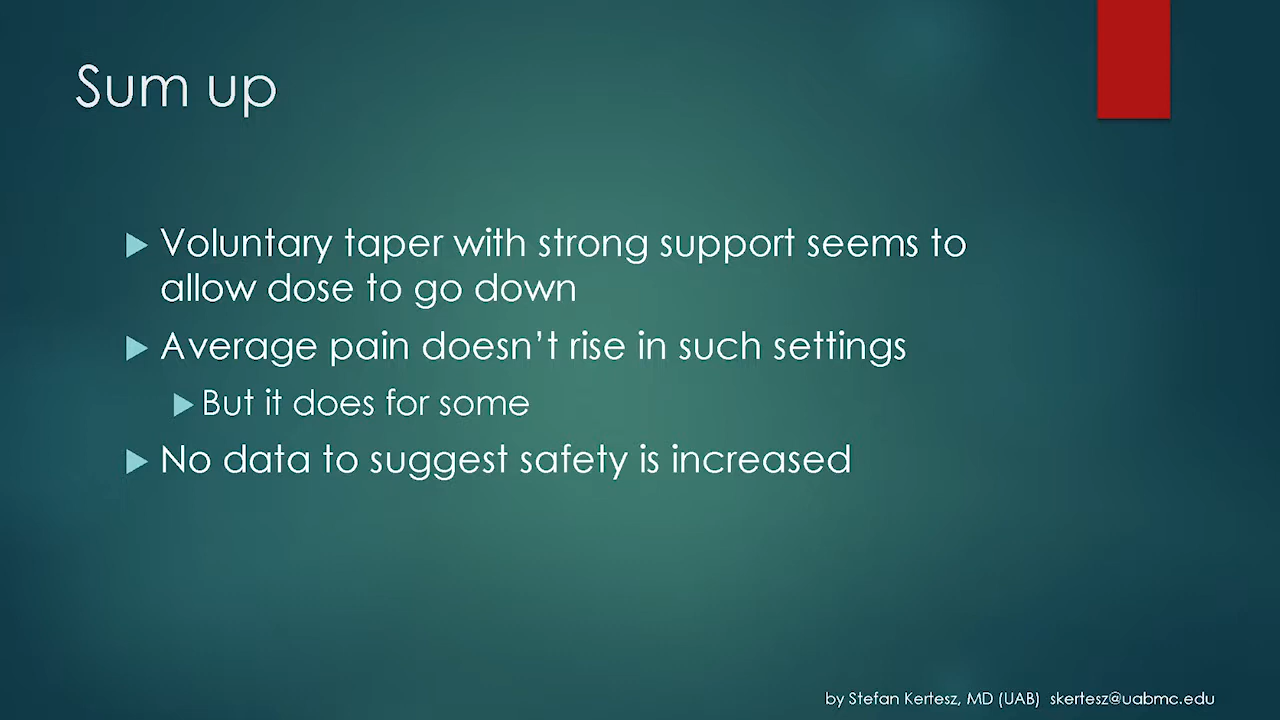 Sum up
Voluntary taper with strong support seems to
allow dose to go down
Average pain doesn’t rise in such settings
But it does for some
No data to suggest safety is increased
by Stefan Kertesz, MD (UAB)  skertesz@uabmc.edu